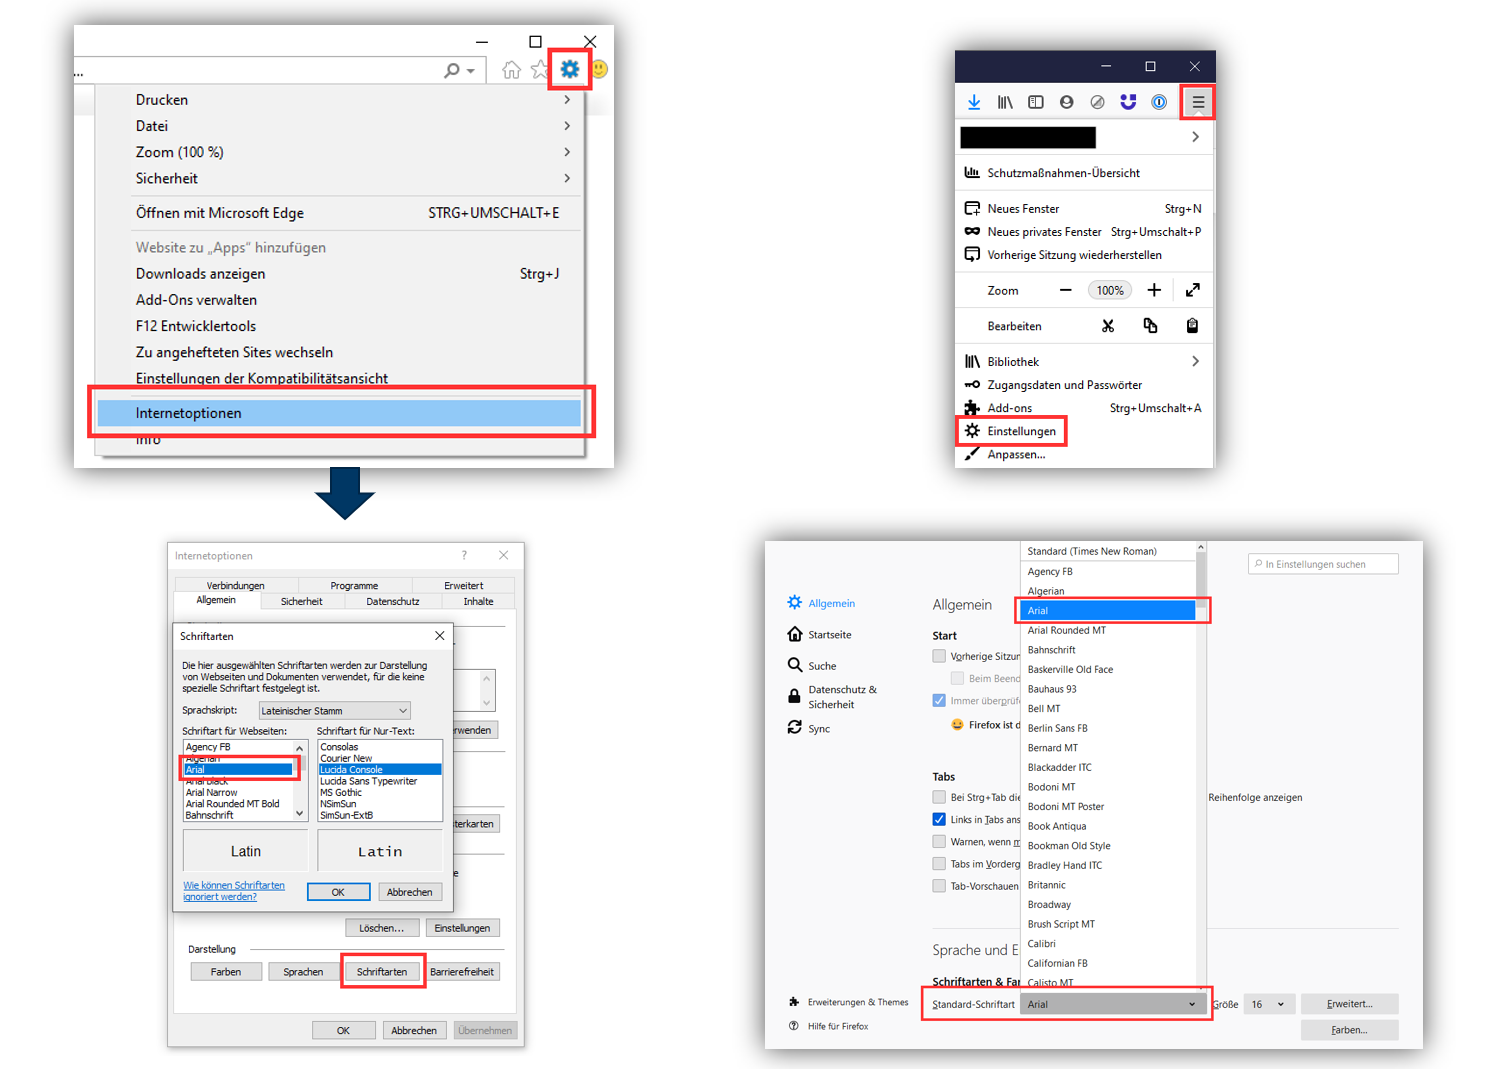 ...
Drucken
Datei
Zoom (100 %)
Sicherheit
Öffnen mit Microsoft Edge STRG+UMSCHALT+E
Website zu „Apps" hinzufügen
Downloads anzeigen Strg+J
Add-Ons verwalten
F12 Entwicklertools
Zu angehefteten Sites wechseln
Einstellungen der Kompatibilitätsansicht
Internetoptionen
Info
Schutzmaßnahmen-Übersicht
Neues Fenster Strg+N
Neues privates Fenster Strg+Umschalt+P
Vorherige Sitzung wiederherstellen
Zoom 100%
Bearbeiten
Bibliothek
Zugangsdaten und Passwörter
Add-ons Strg+Umschalt+A
Einstellungen
Anpassen...
Internetoptionen ?
Verbindungen Programme Erweitert
Allgemein Sicherheit Datenschutz Inhalte
Schriftarten
Die hier ausgewählten Schriftarten werden zur Darstellung
von Webseiten und Dokumenten verwendet, für die keine
spezielle Schriftart festgelegt ist.
Sprachskript: Lateinischer Stamm
Schriftart für Webseiten: Schriftart für Nur-Text:
Agency FB
Algerian
Arial
Arial Black
Arial Narrow
Arial Rounded MT Bold
Bahnschrift
Consolas
Courier New
Lucida Console
Lucida Sans Typewriter
MS Gothic
NSimSun
SimSun-ExtB
Latin Latin
Wie können Schriftarten
ignoriert werden?
OK Abbrechen
rwenden
terkarten
e
Löschen... Einstellungen
Darstellung
Farben Sprachen Schriftarten Barrierefreiheit
OK Abbrechen Übernehmen
In Einstellungen suchen
Allgemein
Startseite
Suche
Datenschutz &
Sicherheit
Sync
Erweiterungen & Themes
Hilfe für Firefox
Allgemein
Start
Vorherige Sitzun
Beim Beend
Immer überprüfe
Firefox ist d
Tabs
Bei Strg+Tab die Reihenfolge anzeigen
Links in Tabs ans
Warnen, wenn m
Tabs im Vorderg
Tab-Vorschauen
Sprache und E
Schriftarten & Far
Standard-Schriftart Arial Größe 16 Erweitert...
Farben...
Standard (Times New Roman)
Agency FB
Algerian
Arial
Arial Rounded MT
Bahnschrift
Baskerville Old Face
Bauhaus 93
Bell MT
Berlin Sans FB
Bernard MT
Blackadder ITC
Bodoni MT
Bodoni MT Poster
Book Antiqua
Bookman Old Style
Bradley Hand ITC
Britannic
Broadway
Brush Script MT
Calibri
Californian FB
Calisto MT